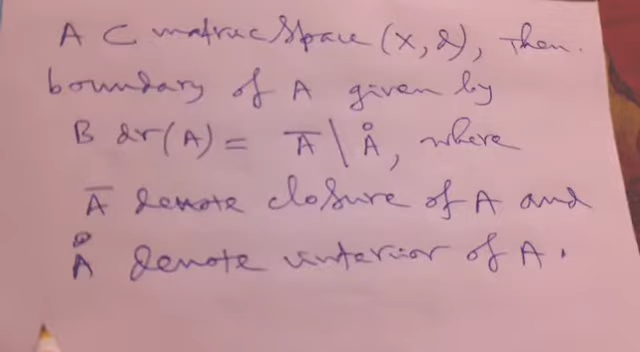 A ⊂ matric space (X, d), then.
boundary of A given by
B dr(A) = A̅ \ Å, where
A̅ denote closure of A and
Å denote interior of A.